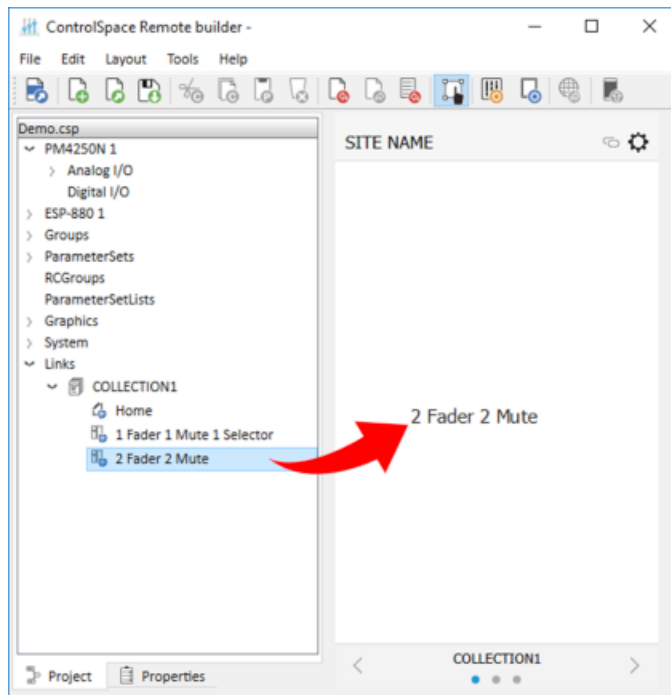 ControlSpace Remote builder -
File Edit Layout Tools Help
Demo.csp
PM4250N 1
Analog I/O
Digital I/O
ESP-880 1
Groups
ParameterSets
RCGroups
ParameterSetLists
Graphics
System
Links
COLLECTION1
Home
1 Fader 1 Mute 1 Selector
2 Fader 2 Mute
Project Properties
SITE NAME
2 Fader 2 Mute
COLLECTION1